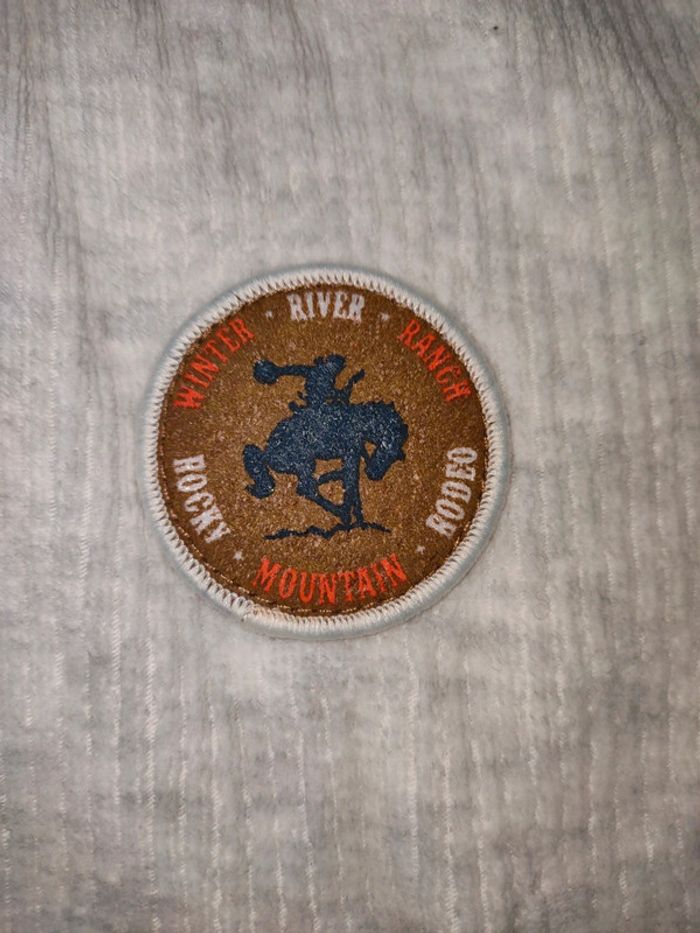 WINTER · RIVER · RANCH
ROCKY · MOUNTAIN · RODEO